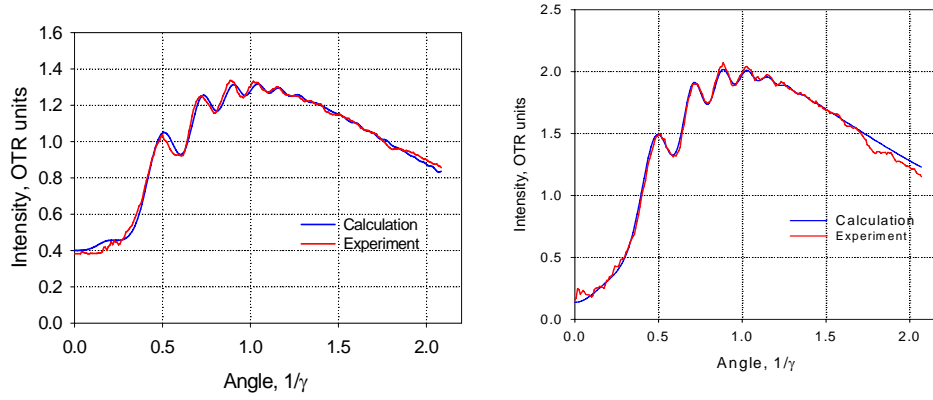 1.6
1.4
1.2
1.0
0.8
0.6
0.4
0.2
0.0
Intensity, OTR units
Calculation
Experiment
0.0 0.5 1.0 1.5 2.0
Angle, 1/γ
2.5
2.0
1.5
1.0
0.5
0.0
Intensity, OTR units
Calculation
Experiment
0.0 0.5 1.0 1.5 2.0
Angle, 1/γ